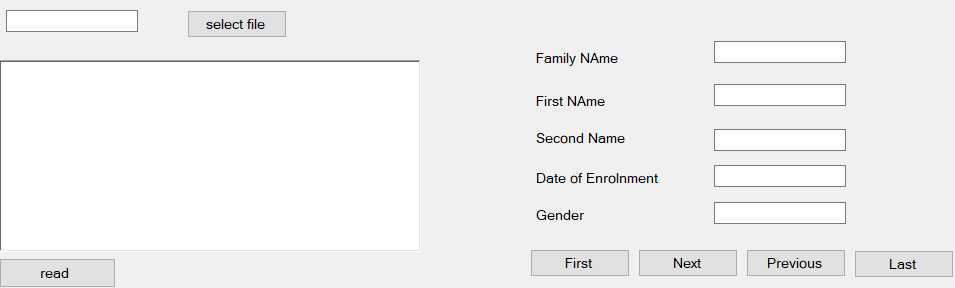 select file
Family NAme
First NAme
Second Name
Date of Enrolnment
Gender
First Next Previous Last
read